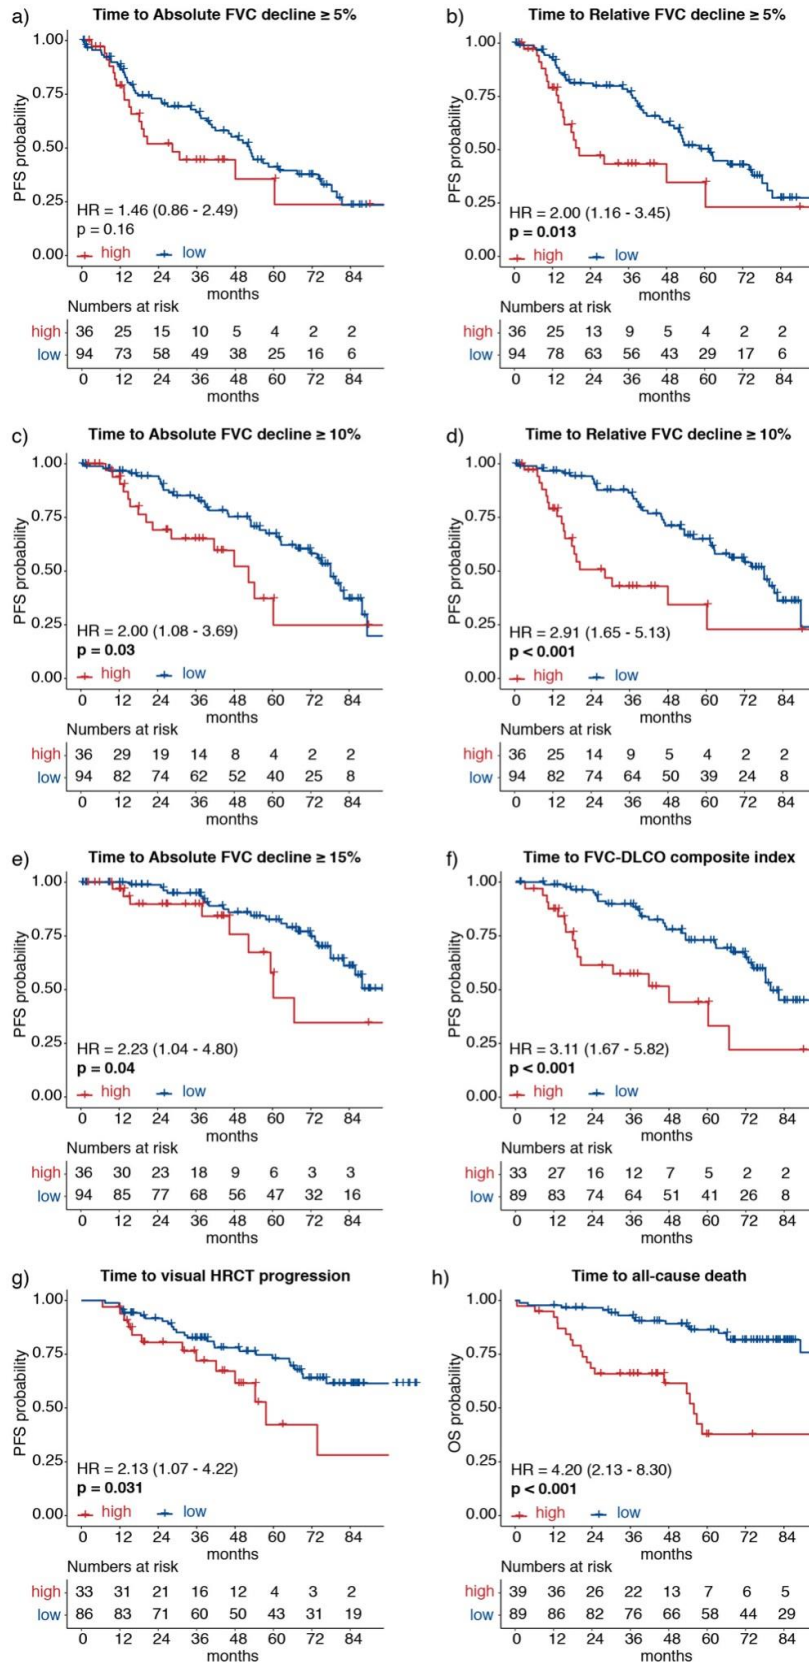 a) Time to Absolute FVC decline ≥ 5%
1.00
0.75
0.50
0.25
0.00
PFS probability
HR = 1.46 (0.86 - 2.49)
p = 0.16
high low
0 12 24 36 48 60 72 84
months
Numbers at risk
high 36 25 15 10 5 4 2 2
low 94 73 58 49 38 25 16 6
0 12 24 36 48 60 72 84
months
b) Time to Relative FVC decline ≥ 5%
1.00
0.75
0.50
0.25
0.00
PFS probability
HR = 2.00 (1.16 - 3.45)
p = 0.013
high low
0 12 24 36 48 60 72 84
months
Numbers at risk
high 36 25 13 9 5 4 2 2
low 94 78 63 56 43 29 17 6
0 12 24 36 48 60 72 84
months
c) Time to Absolute FVC decline ≥ 10%
1.00
0.75
0.50
0.25
0.00
PFS probability
HR = 2.00 (1.08 - 3.69)
p = 0.03
high low
0 12 24 36 48 60 72 84
months
Numbers at risk
high 36 29 19 14 8 4 2 2
low 94 82 74 62 52 40 25 8
0 12 24 36 48 60 72 84
months
d) Time to Relative FVC decline ≥ 10%
1.00
0.75
0.50
0.25
0.00
PFS probability
HR = 2.91 (1.65 - 5.13)
p < 0.001
high low
0 12 24 36 48 60 72 84
months
Numbers at risk
high 36 25 14 9 5 4 2 2
low 94 82 74 64 50 39 24 8
0 12 24 36 48 60 72 84
months
e) Time to Absolute FVC decline ≥ 15%
1.00
0.75
0.50
0.25
0.00
PFS probability
HR = 2.23 (1.04 - 4.80)
p = 0.04
high low
0 12 24 36 48 60 72 84
months
Numbers at risk
high 36 30 23 18 9 6 3 3
low 94 85 77 68 56 47 32 16
0 12 24 36 48 60 72 84
months
f) Time to FVC-DLCO composite index
1.00
0.75
0.50
0.25
0.00
PFS probability
HR = 3.11 (1.67 - 5.82)
p < 0.001
high low
0 12 24 36 48 60 72 84
months
Numbers at risk
high 33 27 16 12 7 5 2 2
low 89 83 74 64 51 41 26 8
0 12 24 36 48 60 72 84
months
g) Time to visual HRCT progression
1.00
0.75
0.50
0.25
0.00
PFS probability
HR = 2.13 (1.07 - 4.22)
p = 0.031
high low
0 12 24 36 48 60 72 84
months
Numbers at risk
high 33 31 21 16 12 4 3 2
low 86 83 71 60 50 43 31 19
0 12 24 36 48 60 72 84
months
h) Time to all-cause death
1.00
0.75
0.50
0.25
0.00
OS probability
HR = 4.20 (2.13 - 8.30)
p < 0.001
high low
0 12 24 36 48 60 72 84
months
Numbers at risk
high 39 36 26 22 13 7 6 5
low 89 86 82 76 66 58 44 29
0 12 24 36 48 60 72 84
months